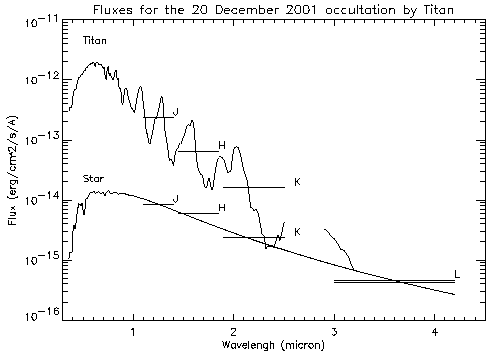 Fluxes for the 20 December 2001 occultation by Titan
10−11
Titan
10−12
J
10−13
H
K
10−14
Star
J
H
K
10−15
L
10−16
Flux (erg/cm2/s/A)
1 2 3 4
Wavelengh (micron)